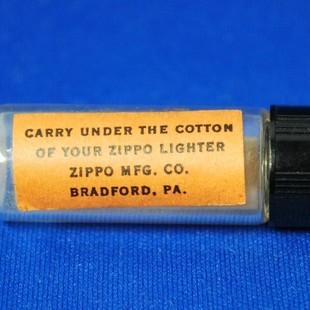 CARRY UNDER THE COTTON
OF YOUR ZIPPO LIGHTER
ZIPPO MFG. CO.
BRADFORD, PA.